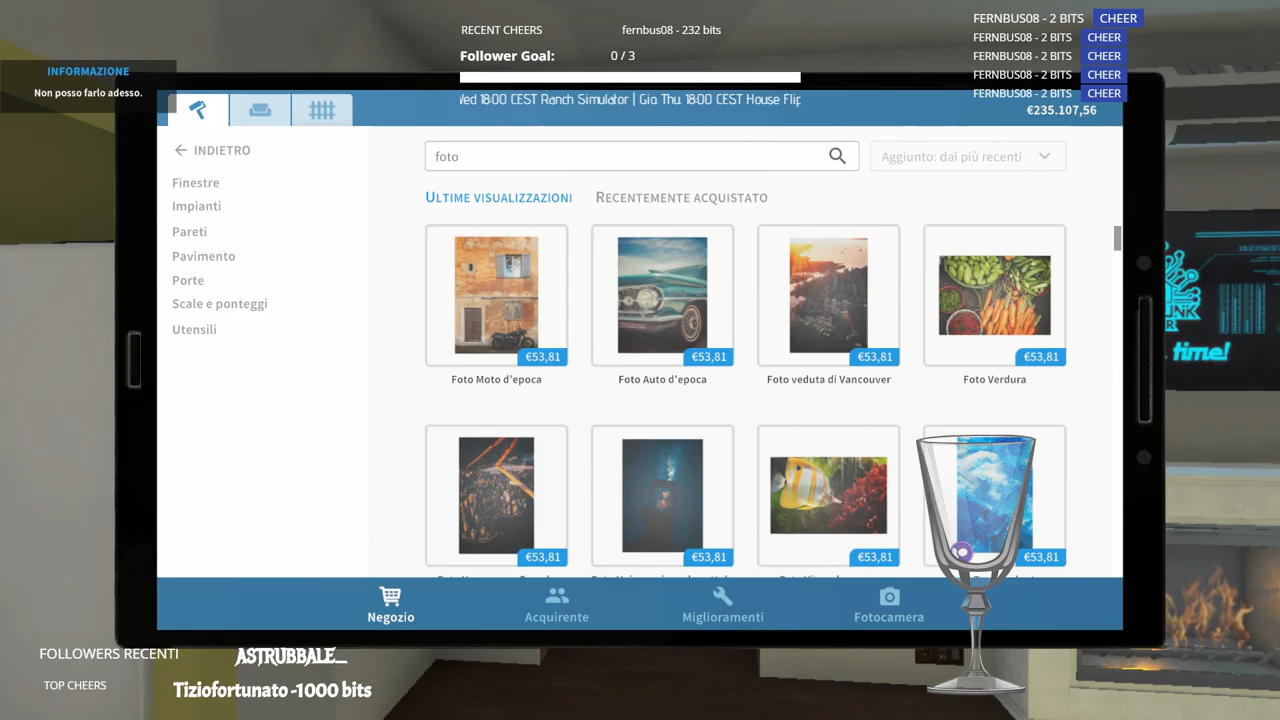 RECENT CHEERS
fernbus08 - 232 bits
Follower Goal:
0 / 3
FERNBUS08 - 2 BITS CHEER
FERNBUS08 - 2 BITS CHEER
FERNBUS08 - 2 BITS CHEER
FERNBUS08 - 2 BITS CHEER
FERNBUS08 - 2 BITS CHEER
INFORMAZIONE
Non posso farlo adesso.
18:00 CEST Ranch Simulator | Gio. Thu. 18:00 CEST House
€235.107,56
INDIETRO
Finestre
Impianti
Pareti
Pavimento
Porte
Scale e ponteggi
Utensili
foto
Aggiunto: dai più recenti
ULTIME VISUALIZZAZIONI
RECENTEMENTE ACQUISTATO
€53,81
€53,81
€53,81
€53,81
Foto Moto d'epoca
Foto Auto d'epoca
Foto veduta di Vancouver
Foto Verdura
€53,81
€53,81
€53,81
€53,81
time!
Negozio
Acquirente
Miglioramenti
Fotocamera
FOLLOWERS RECENTI
ASTRUBBALE_
TOP CHEERS
Tiziofortunato -1000 bits